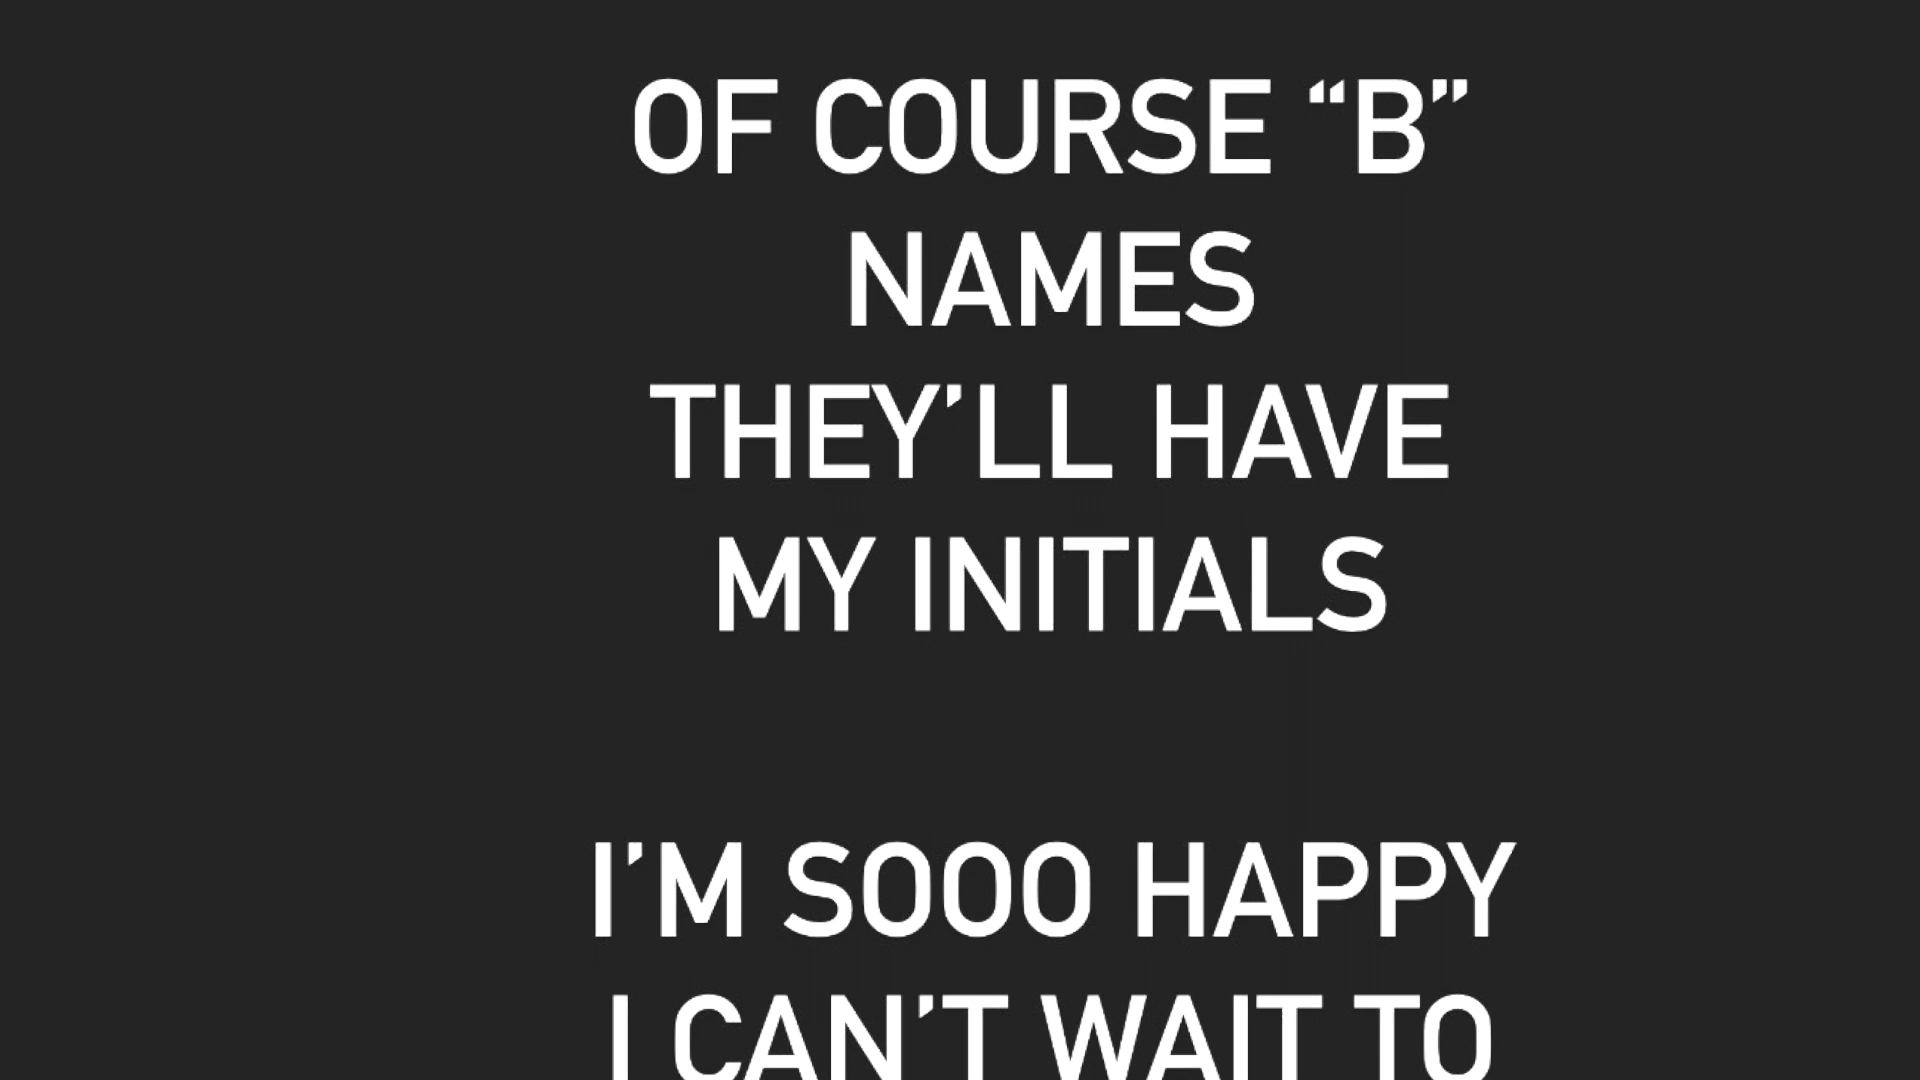 OF COURSE “B”
NAMES
THEY’LL HAVE
MY INITIALS
I’M SOOO HAPPY
I CAN’T WAIT TO